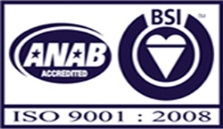 ANAB
ACCREDITED
BSI
ISO 9001 : 2008